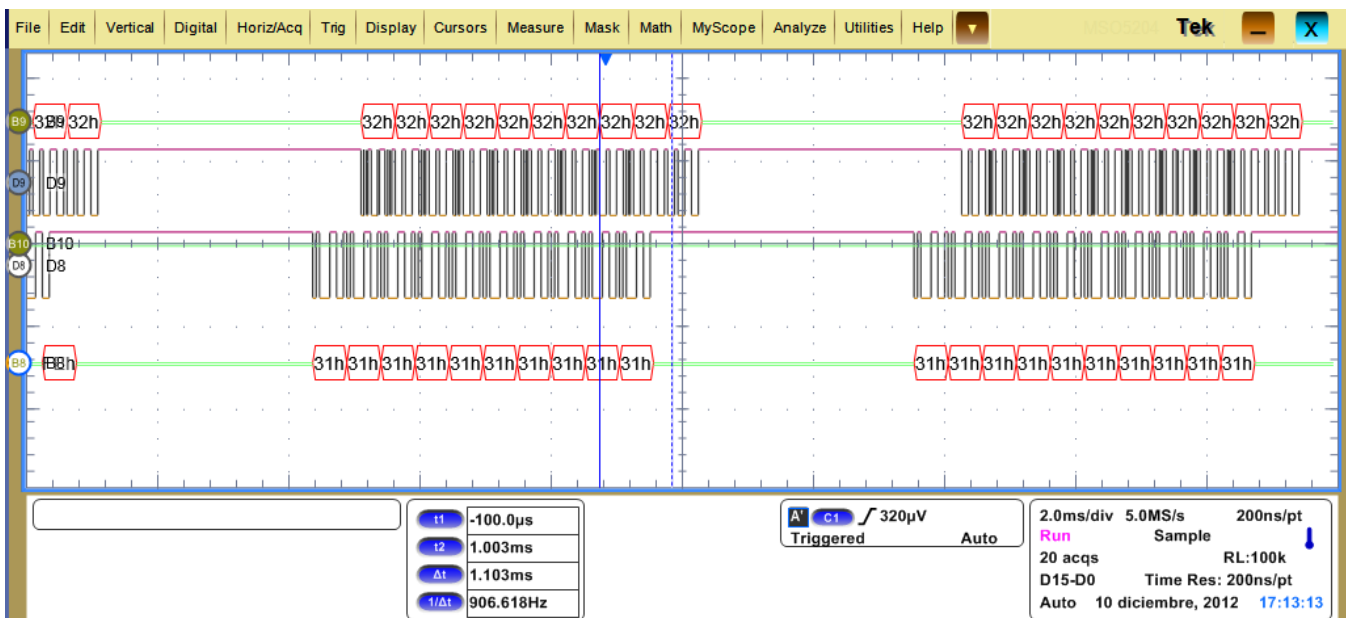 File Edit Vertical Digital Horiz/Acq Trig Display Cursors Measure Mask Math MyScope Analyze Utilities Help MSO5204 Tek X
B9 B9 32h 32h 32h 32h 32h 32h 32h 32h 32h 32h 32h 32h 32h 32h 32h 32h 32h 32h 32h 32h 32h
D9 D9
B10 B10
D8 D8
B8 31h 31h 31h 31h 31h 31h 31h 31h 31h 31h 31h 31h 31h 31h 31h 31h 31h 31h 31h 31h
t1 -100.0µs
t2 1.003ms
Δt 1.103ms
1/Δt 906.618Hz
A' C1 320µV
Triggered Auto
2.0ms/div 5.0MS/s 200ns/pt
Run Sample
20 acqs RL:100k
D15-D0 Time Res: 200ns/pt
Auto 10 diciembre, 2012 17:13:13